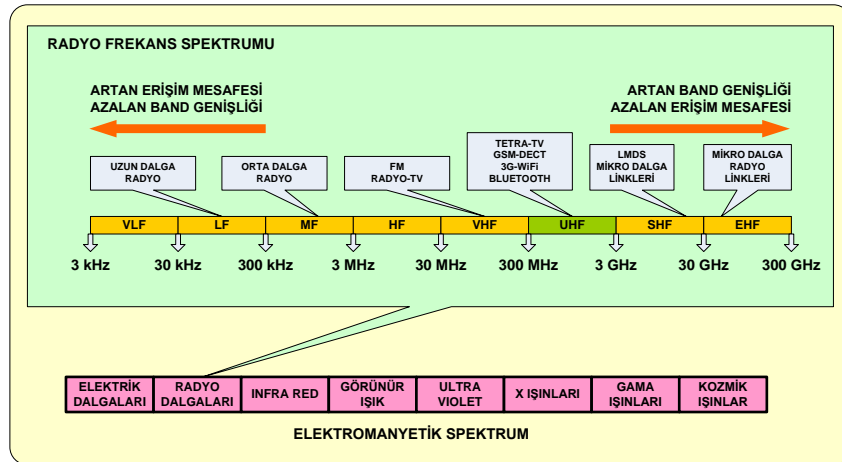 RADYO FREKANS SPEKTRUMU
ARTAN ERİŞİM MESAFESİ
AZALAN BAND GENİŞLİĞİ
ARTAN BAND GENİŞLİĞİ
AZALAN ERİŞİM MESAFESİ
UZUN DALGA
RADYO
ORTA DALGA
RADYO
FM
RADYO-TV
TETRA-TV
GSM-DECT
3G-WiFi
BLUETOOTH
LMDS
MİKRO DALGA
LİNKLERİ
MİKRO DALGA
RADYO
LİNKLERİ
VLF LF MF HF VHF UHF SHF EHF
3 kHz 30 kHz 300 kHz 3 MHz 30 MHz 300 MHz 3 GHz 30 GHz 300 GHz
ELEKTRİK
DALGALARI
RADYO
DALGALARI
INFRA RED
GÖRÜNÜR
IŞIK
ULTRA
VIOLET
X IŞINLARI
GAMA
IŞINLARI
KOZMİK
IŞINLAR
ELEKTROMANYETİK SPEKTRUM